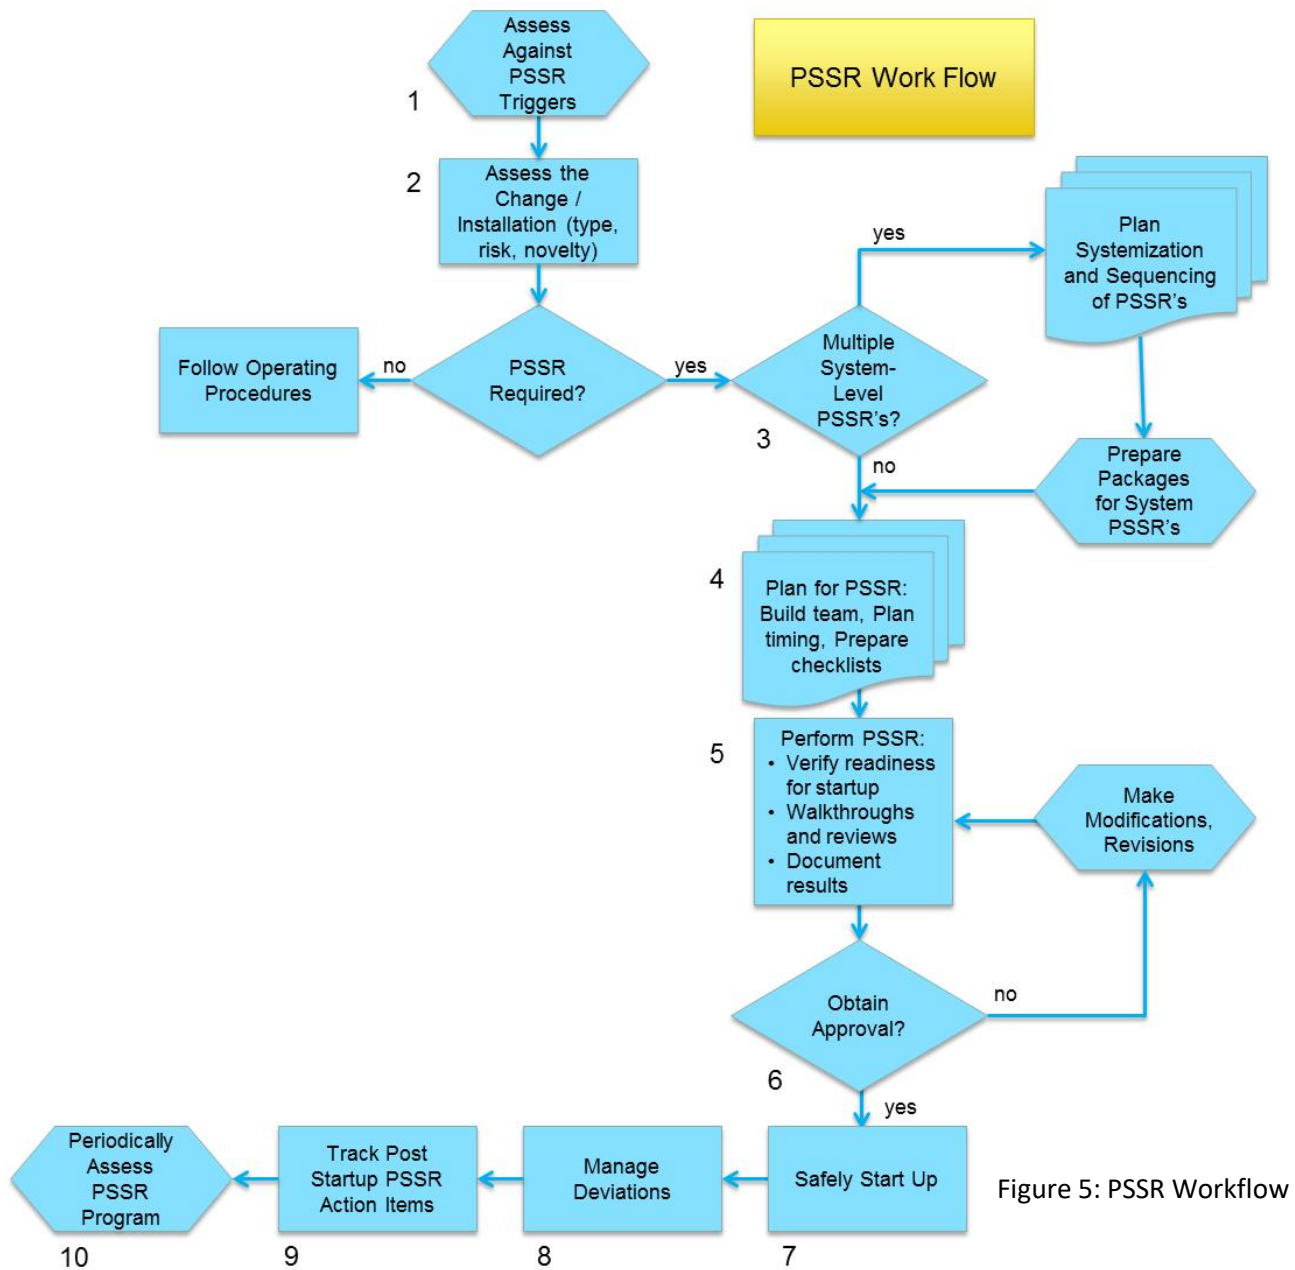 Assess
Against
PSSR
Triggers
1
PSSR Work Flow
2
Assess the
Change /
Installation (type,
risk, novelty)
yes
Plan
Systemization
and Sequencing
of PSSR's
Follow Operating
Procedures
no
PSSR
Required?
yes
Multiple
System-
Level
PSSR's?
3
no
Prepare
Packages
for System
PSSR's
4
Plan for PSSR:
Build team, Plan
timing, Prepare
checklists
5
Perform PSSR:
• Verify readiness
for startup
• Walkthroughs
and reviews
• Document
results
Make
Modifications,
Revisions
Obtain
Approval?
no
6
yes
Periodically
Assess
PSSR
Program
10
Track Post
Startup PSSR
Action Items
9
Manage
Deviations
8
Safely Start Up
7
Figure 5: PSSR Workflow